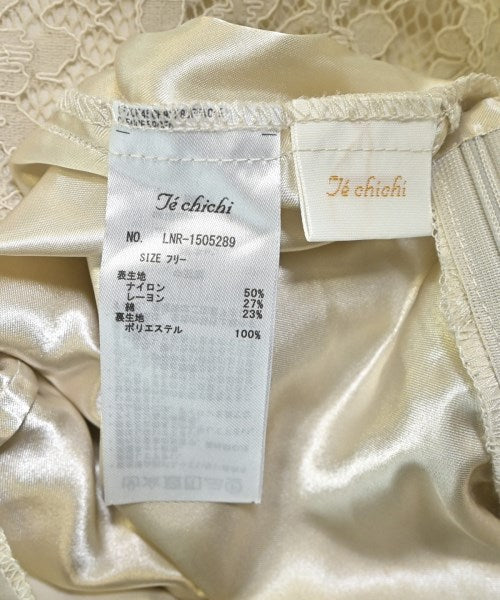 Té chichi
NO. LNR-1505289
SIZE フリー
表生地
ナイロン 50%
レーヨン 27%
綿 23%
裏生地
ポリエステル 100%
Té chichi